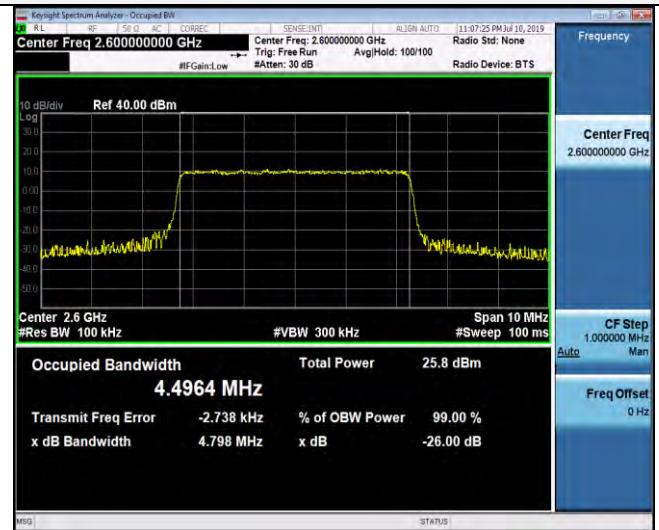 Keysight Spectrum Analyzer - Occupied BW
RL RF 50 Ω AC CORREC SENSE:INT ALIGN AUTO 11:07:25 PM Jul 10, 2019
Center Freq 2.600000000 GHz Center Freq: 2.600000000 GHz Radio Std: None Frequency
Trig: Free Run Avg|Hold: 100/100
#IFGain:Low #Atten: 30 dB Radio Device: BTS
10 dB/div Ref 40.00 dBm
Log
30.0
20.0
10.0
0.00
-10.0
-20.0
-30.0
-40.0
-50.0
Center Freq
2.600000000 GHz
Center 2.6 GHz Span 10 MHz
#Res BW 100 kHz #VBW 300 kHz #Sweep 100 ms
CF Step
1.000000 MHz
Auto Man
Occupied Bandwidth Total Power 25.8 dBm
4.4964 MHz
Freq Offset
0 Hz
Transmit Freq Error -2.738 kHz % of OBW Power 99.00 %
x dB Bandwidth 4.798 MHz x dB -26.00 dB
MSG STATUS